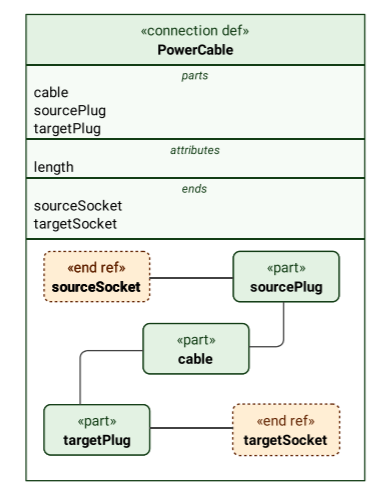 «connection def»
PowerCable
parts
cable
sourcePlug
targetPlug
attributes
length
ends
sourceSocket
targetSocket
«end ref»
sourceSocket
«part»
sourcePlug
«part»
cable
«part»
targetPlug
«end ref»
targetSocket